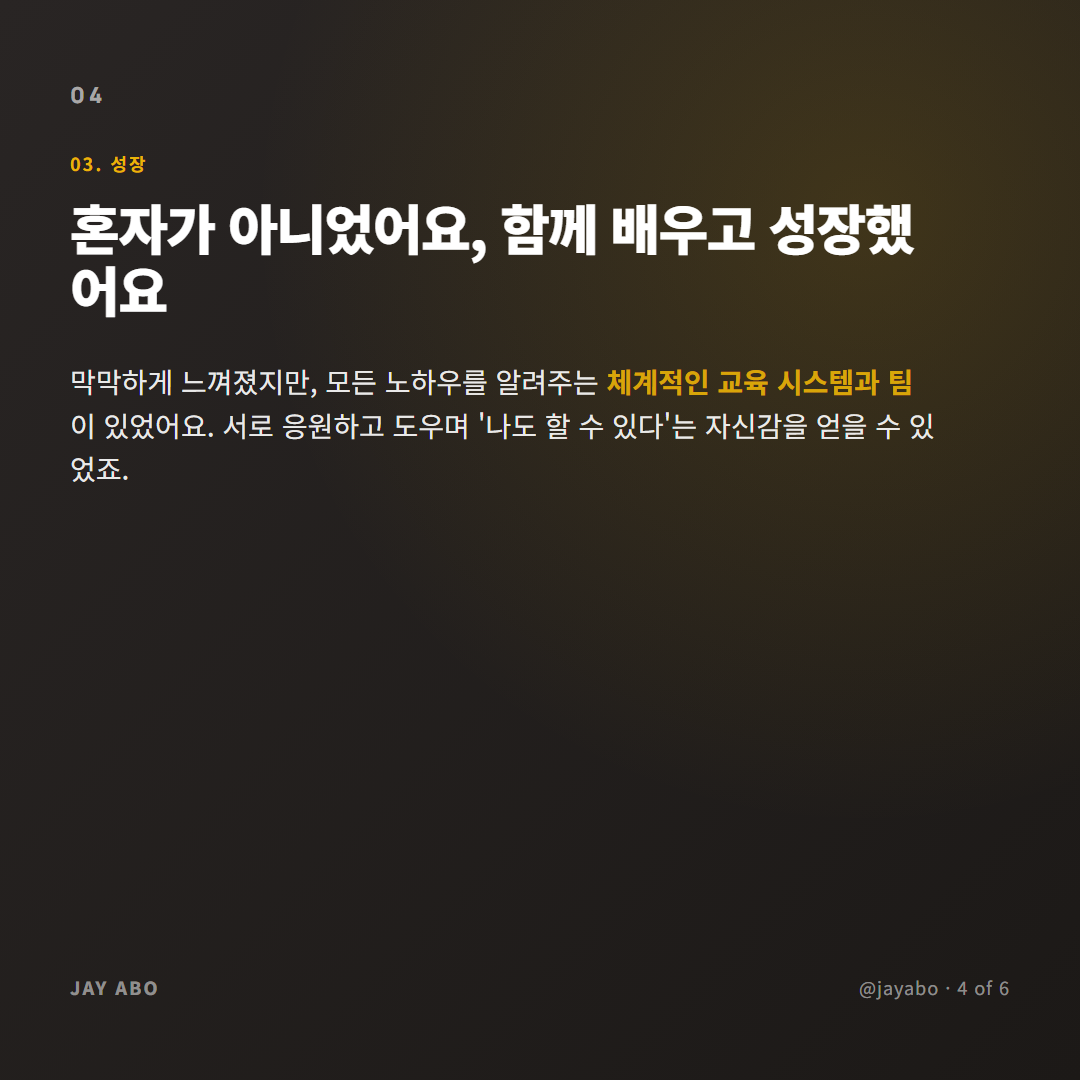 04
03. 성장
혼자가 아니었어요, 함께 배우고 성장했
어요
막막하게 느껴졌지만, 모든 노하우를 알려주는 체계적인 교육 시스템과 팀
이 있었어요. 서로 응원하고 도우며 '나도 할 수 있다'는 자신감을 얻을 수 있
었죠.
JAY ABO
@jayabo · 4 of 6